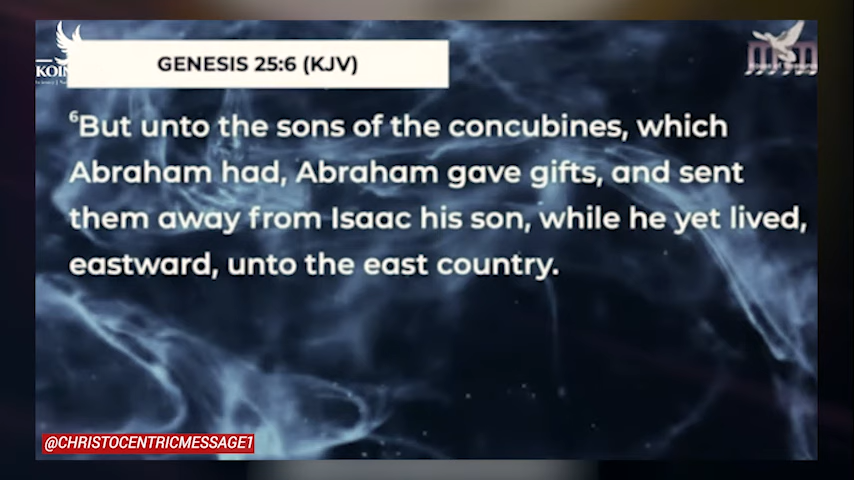 KOIN
GENESIS 25:6 (KJV)
6But unto the sons of the concubines, which
Abraham had, Abraham gave gifts, and sent
them away from Isaac his son, while he yet lived,
eastward, unto the east country.
@CHRISTOCENTRICMESSAGE1